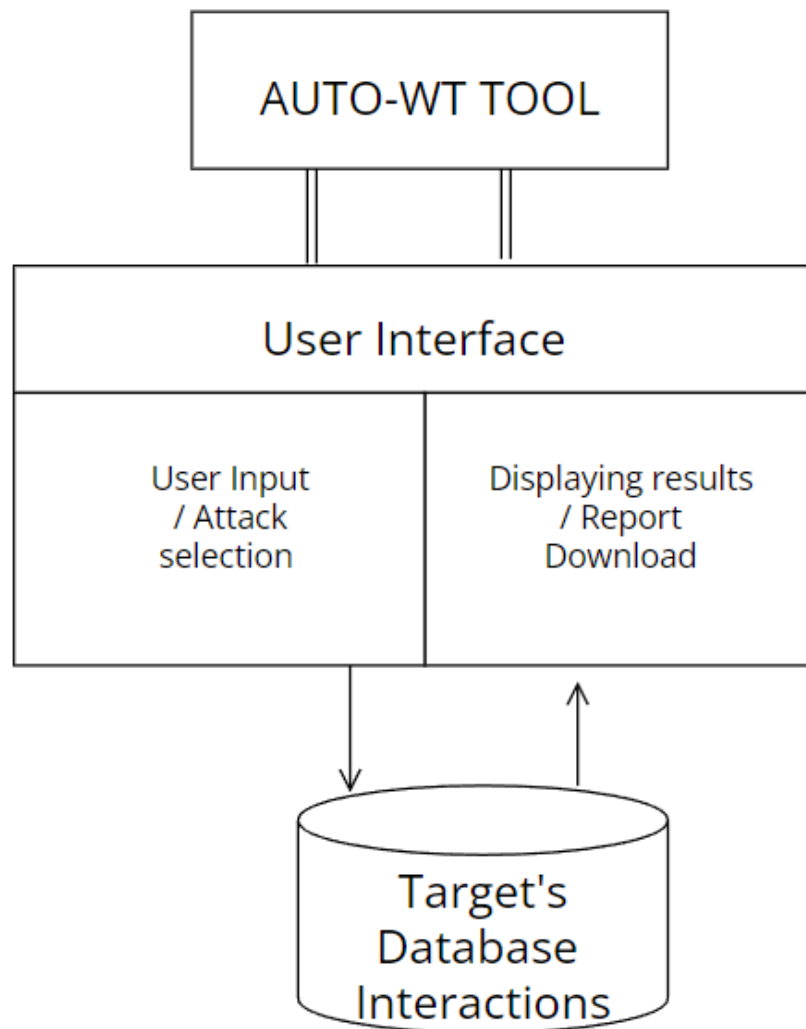 AUTO-WT TOOL
User Interface
User Input
/ Attack
selection
Displaying results
/ Report
Download
Target's
Database
Interactions